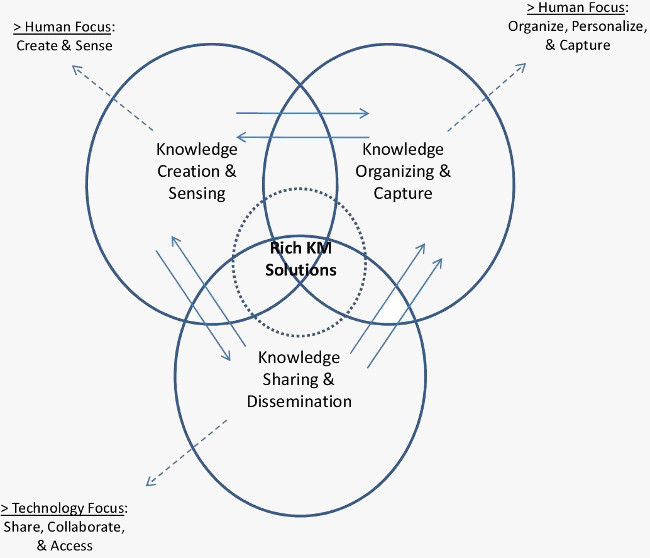 > Human Focus:
Create & Sense
> Human Focus:
Organize, Personalize,
& Capture
Knowledge
Creation &
Sensing
Knowledge
Organizing &
Capture
Rich KM
Solutions
Knowledge
Sharing &
Dissemination
> Technology Focus:
Share, Collaborate,
& Access